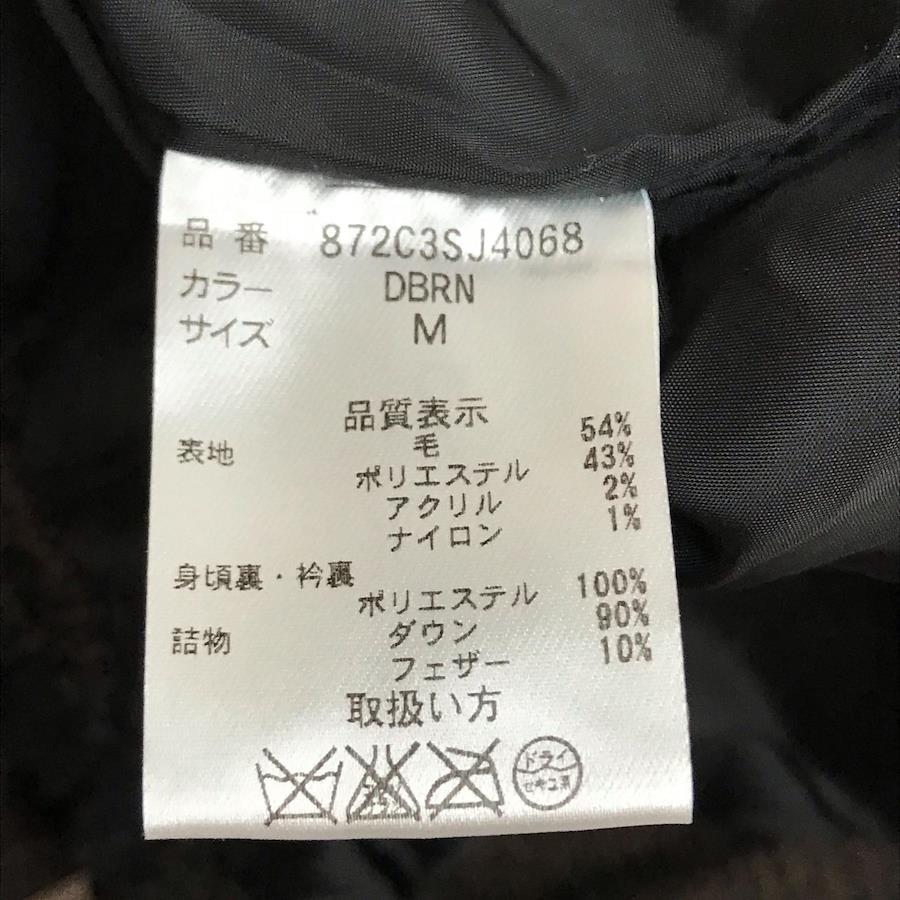 品番 872C3SJ4068
カラー DBRN
サイズ M
品質表示
表地 毛 54%
ポリエステル 43%
アクリル 2%
ナイロン 1%
身頃裏・衿裏
ポリエステル 100%
詰物 ダウン 90%
フェザー 10%
取扱い方
ドライ
セキユ系